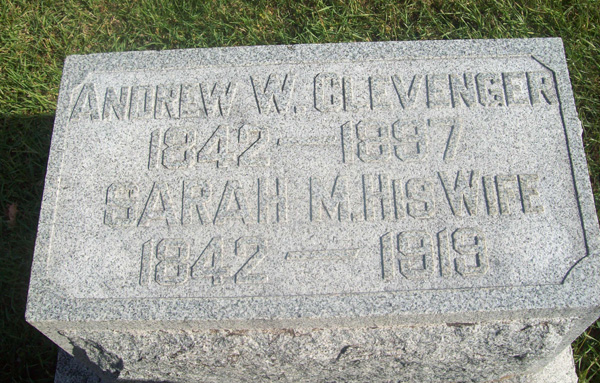 ANDREW W. CLEVENGER
1842 — 1897
SARAH M. HIS WIFE
1842 — 1919